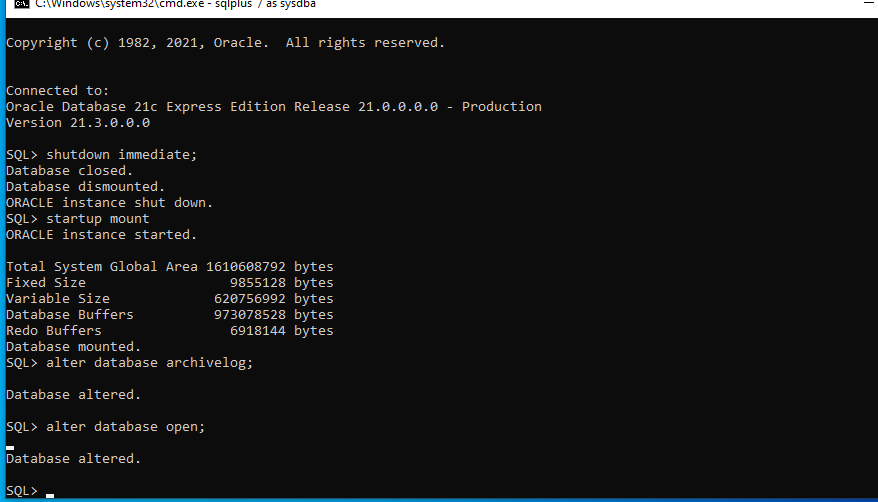 C:\Windows\system32\cmd.exe - sqlplus / as sysdba
Copyright (c) 1982, 2021, Oracle.  All rights reserved.
Connected to:
Oracle Database 21c Express Edition Release 21.0.0.0.0 - Production
Version 21.3.0.0.0
SQL> shutdown immediate;
Database closed.
Database dismounted.
ORACLE instance shut down.
SQL> startup mount
ORACLE instance started.
Total System Global Area 1610608792 bytes
Fixed Size                  9855128 bytes
Variable Size             620756992 bytes
Database Buffers          973078528 bytes
Redo Buffers                6918144 bytes
Database mounted.
SQL> alter database archivelog;
Database altered.
SQL> alter database open;
Database altered.
SQL>